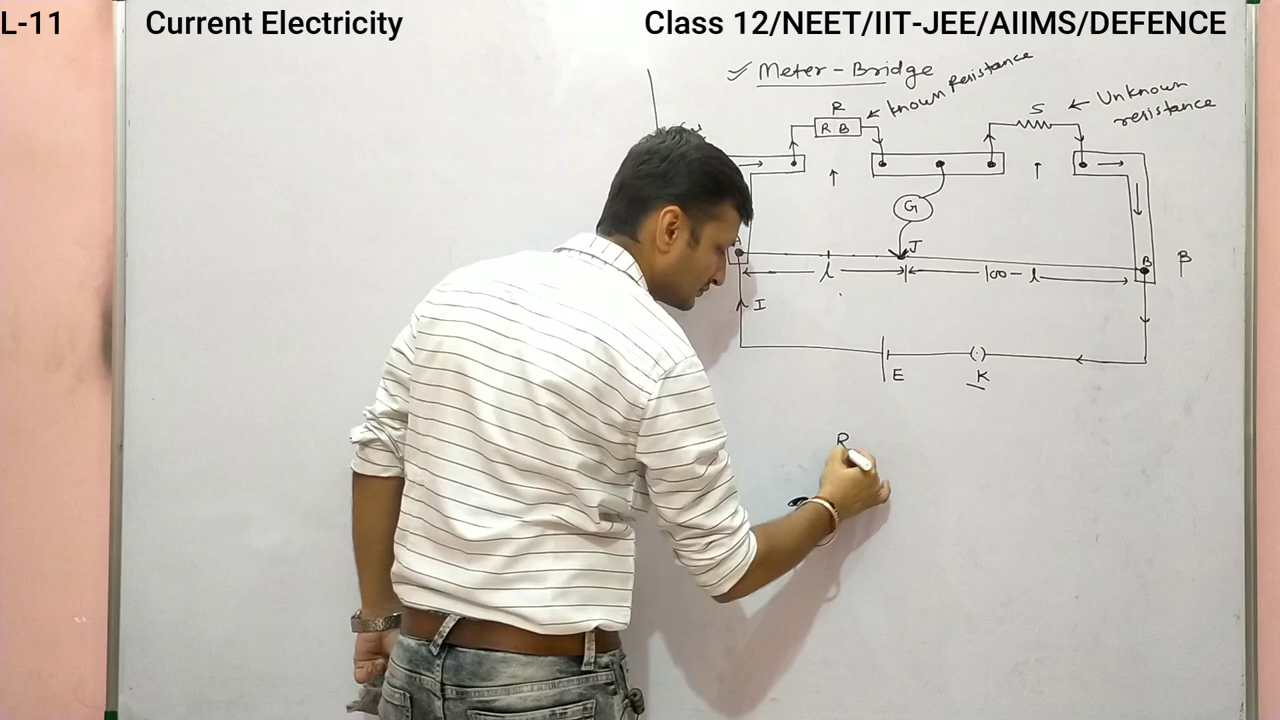 L-11 Current Electricity Class 12/NEET/IIT-JEE/AIIMS/DEFENCE
✓ Meter-Bridge
R
← known Resistance
S
← Unknown
resistance
R B
G
J
B
B
l
100-l
I
E
K
R